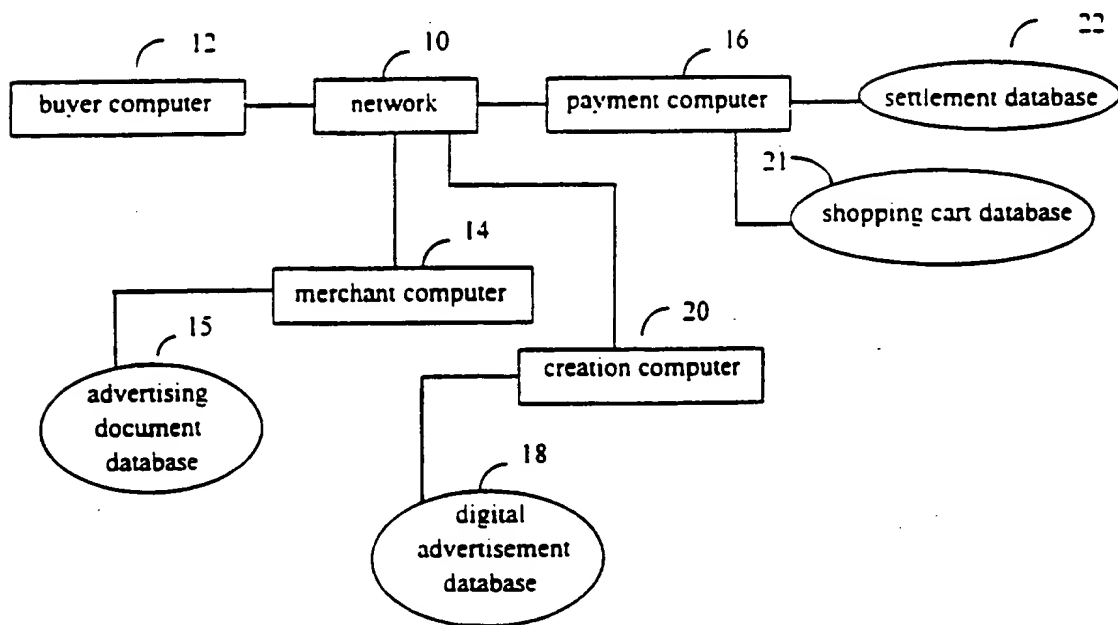 12
10
16
22
buyer computer
network
payment computer
settlement database
21
shopping cart database
14
merchant computer
15
20
advertising
document
database
creation computer
18
digital
advertisement
database